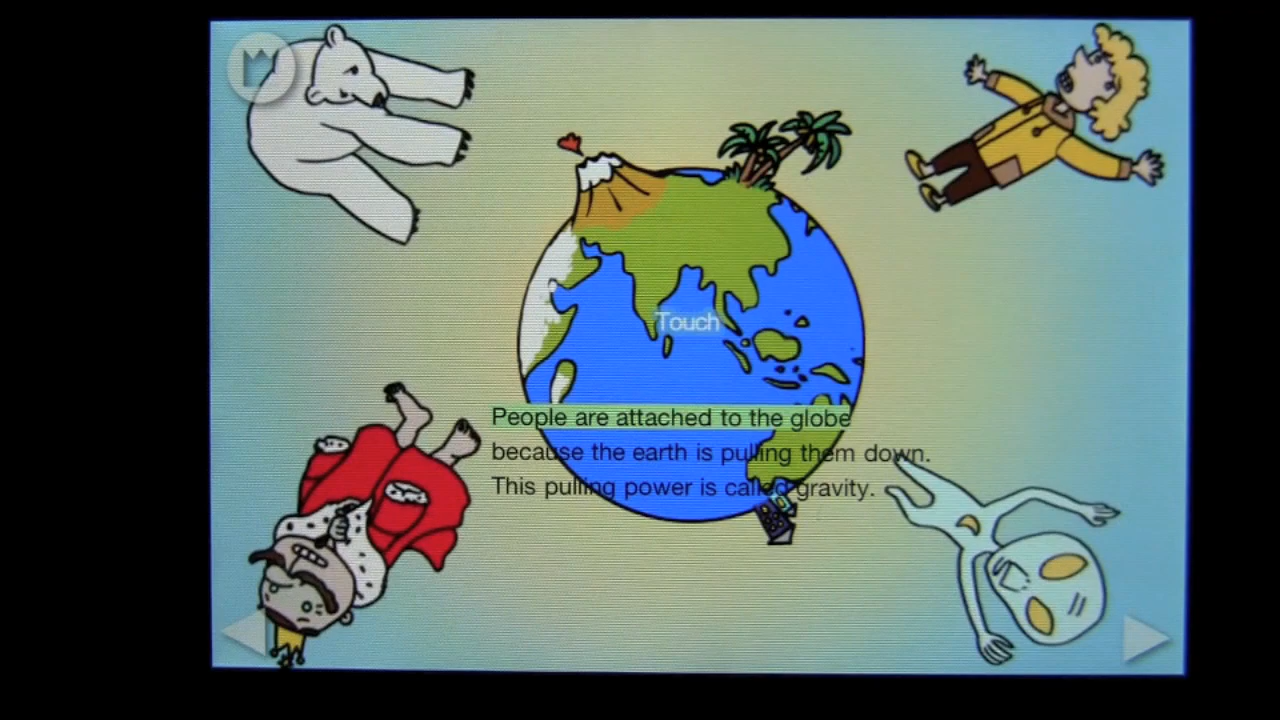 Touch
People are attached to the globe
because the earth is pulling them down.
This pulling power is called gravity.